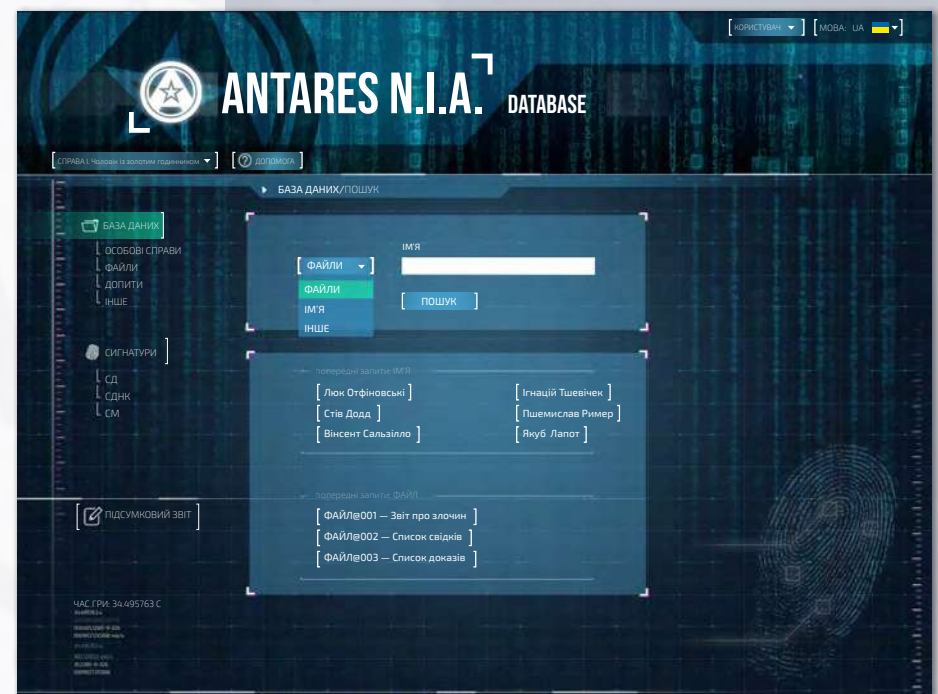 КОРИСТУВАЧ
МОВА: UA
ANTARES N.I.A. DATABASE
СПРАВА I. Чоловік із золотим годинником
ДОПОМОГА
БАЗА ДАНИХ/ПОШУК
БАЗА ДАНИХ
ОСОБОВІ СПРАВИ
ФАЙЛИ
ДОПИТИ
ІНШЕ
СИГНАТУРИ
СД
СДНК
СМ
ПІДСУМКОВИЙ ЗВІТ
ІМ'Я
ФАЙЛИ
ФАЙЛИ
ІМ'Я
ІНШЕ
ПОШУК
попередні запити: ІМ'Я
Люк Отфіновські
Ігнацій Тшевічек
Стів Додд
Пшемислав Ример
Вінсент Сальзілло
Якуб Лапот
попередні запити: ФАЙЛ
ФАЙЛ@001 — Звіт про злочин
ФАЙЛ@002 — Список свідків
ФАЙЛ@003 — Список доказів
ЧАС ГРИ: 34.495763 С